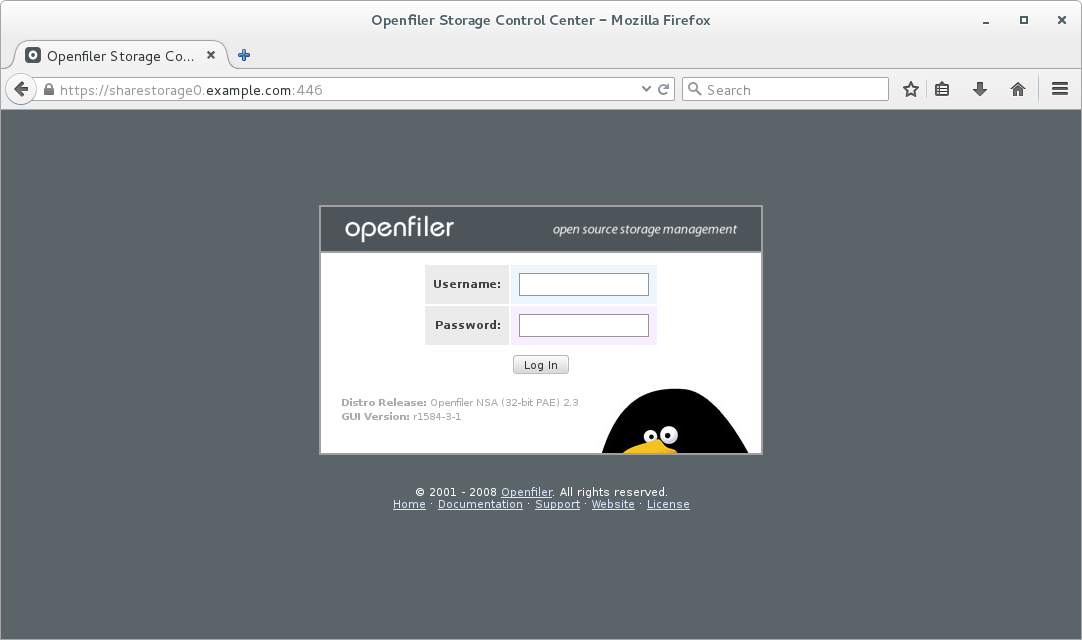 Openfiler Storage Control Center – Mozilla Firefox
Openfiler Storage Co...
https://sharestorage0.example.com:446
Search
openfiler
open source storage management
Username:
Password:
Log In
Distro Release: Openfiler NSA (32-bit PAE) 2.3
GUI Version: r1584-3-1
© 2001 - 2008 Openfiler. All rights reserved.
Home · Documentation · Support · Website · License